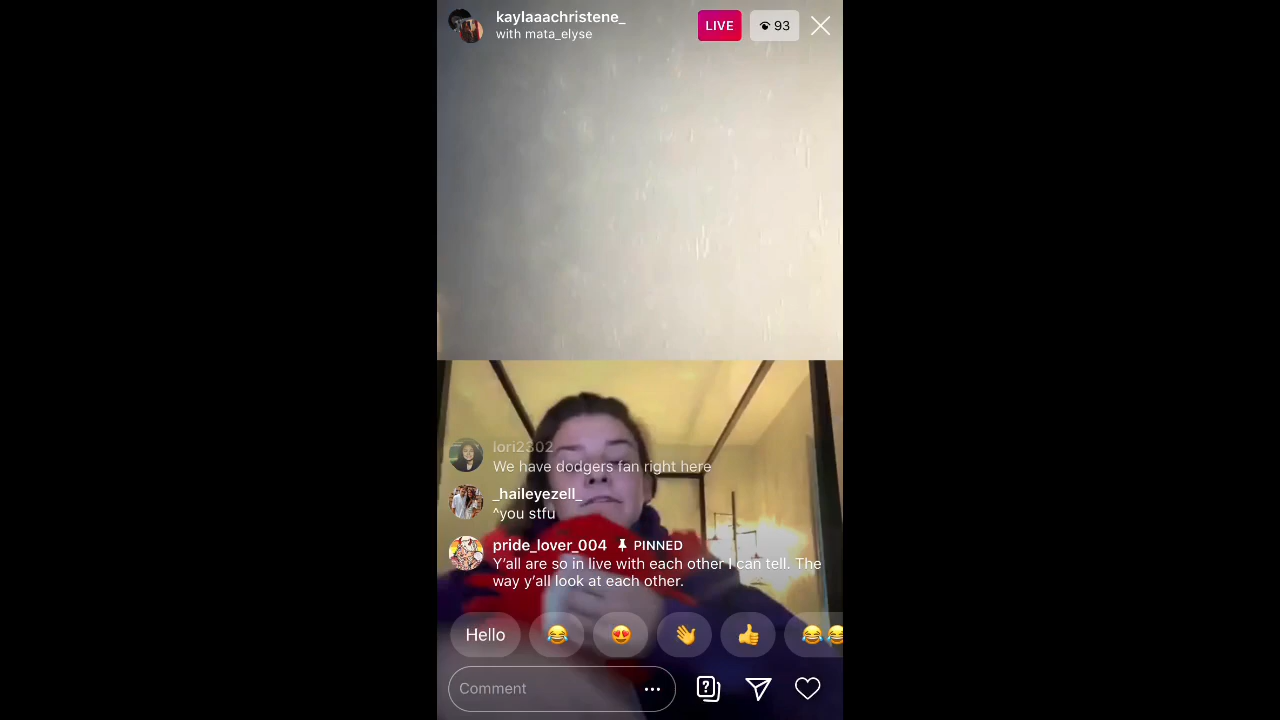 kaylaaachristene_
with mata_elyse
LIVE
93
lori2302
We have dodgers fan right here
_haileyezell_
^you stfu
pride_lover_004 PINNED
Y'all are so in live with each other I can tell. The
way y'all look at each other.
Hello
Comment